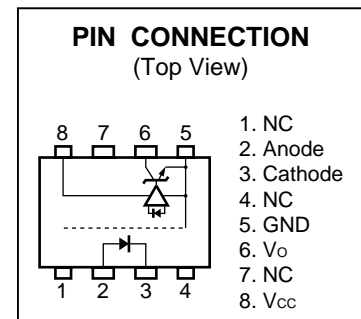 PIN CONNECTION
(Top View)
8 7 6 5
1 2 3 4
1. NC
2. Anode
3. Cathode
4. NC
5. GND
6. Vo
7. NC
8. Vcc